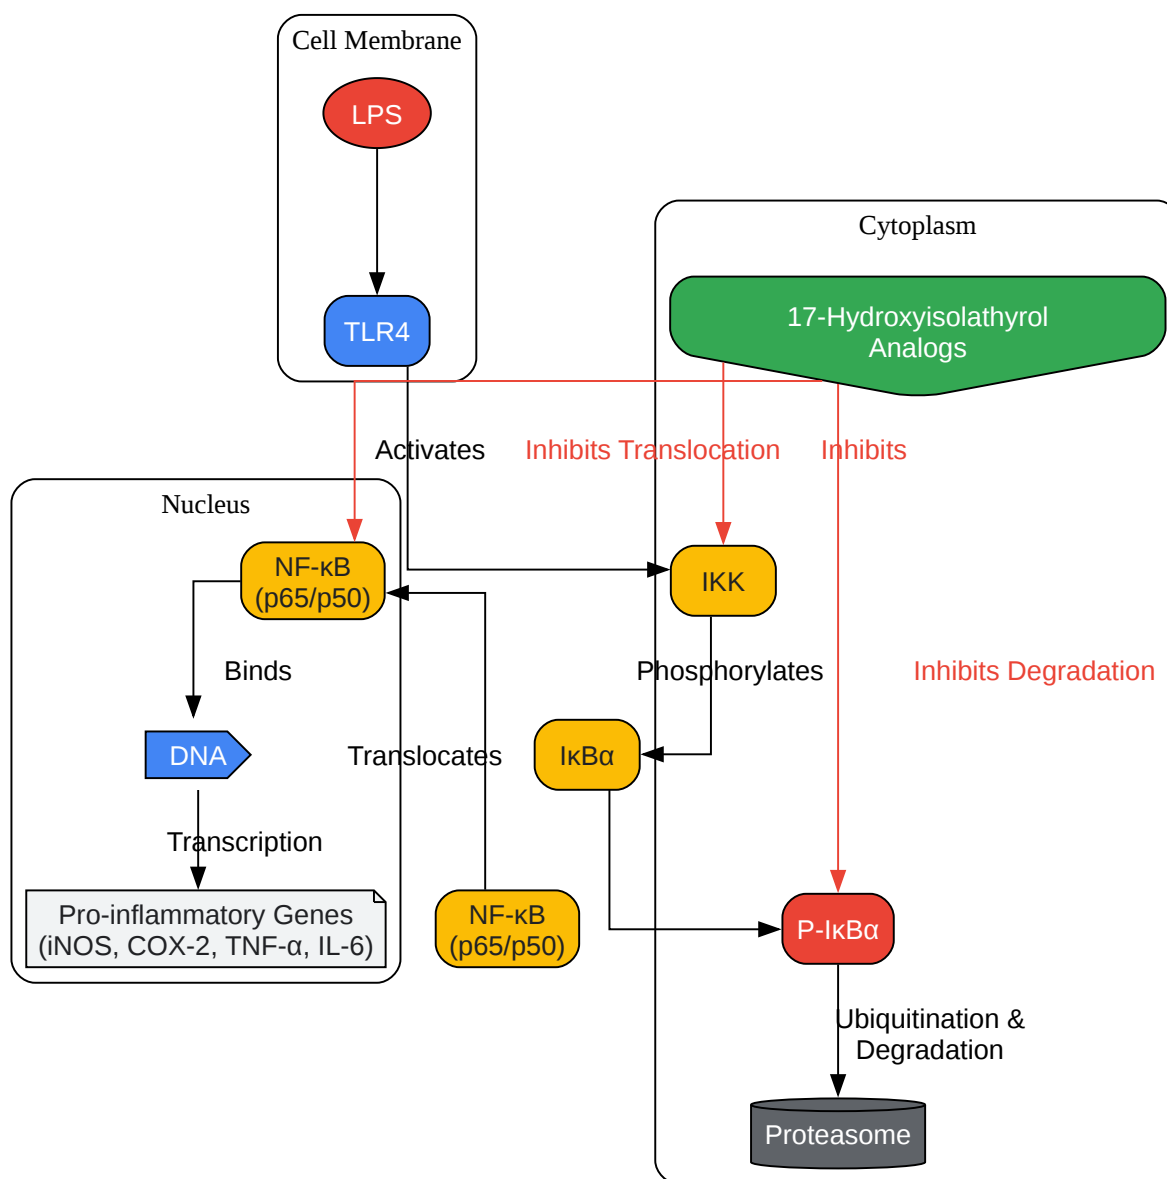 Cell Membrane
LPS
TLR4
Cytoplasm
17-Hydroxyisolathyrol
Analogs
Activates
Inhibits Translocation
Inhibits
Nucleus
NF-κB
(p65/p50)
IKK
Binds
Phosphorylates
Inhibits Degradation
DNA
Translocates
IκBα
Transcription
Pro-inflammatory Genes
(iNOS, COX-2, TNF-α, IL-6)
NF-κB
(p65/p50)
P-IκBα
Ubiquitination &
Degradation
Proteasome